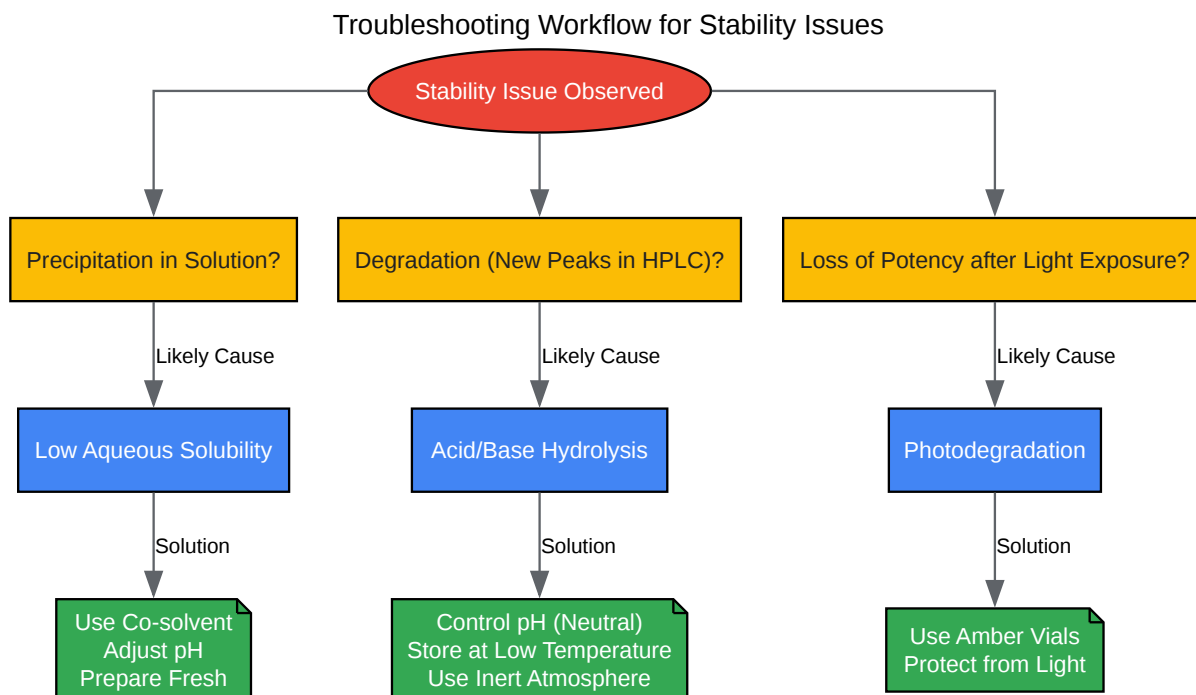 Troubleshooting Workflow for Stability Issues
Stability Issue Observed
Precipitation in Solution?
Degradation (New Peaks in HPLC)?
Loss of Potency after Light Exposure?
Likely Cause
Likely Cause
Likely Cause
Low Aqueous Solubility
Acid/Base Hydrolysis
Photodegradation
Solution
Solution
Solution
Use Co-solvent
Adjust pH
Prepare Fresh
Control pH (Neutral)
Store at Low Temperature
Use Inert Atmosphere
Use Amber Vials
Protect from Light